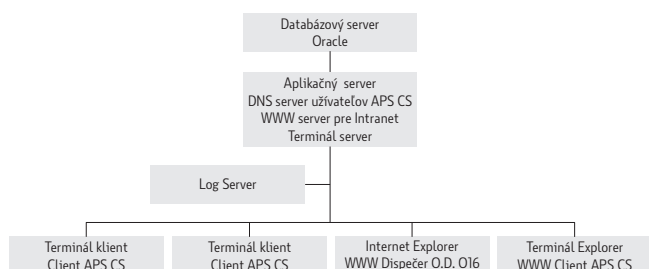 Databázový server
Oracle
Aplikačný server
DNS server užívateľov APS CS
WWW server pre Intranet
Terminál server
Log Server
Terminál klient
Client APS CS
Terminál klient
Client APS CS
Internet Explorer
WWW Dispečer O.D. O16
Terminál Explorer
WWW Client APS CS